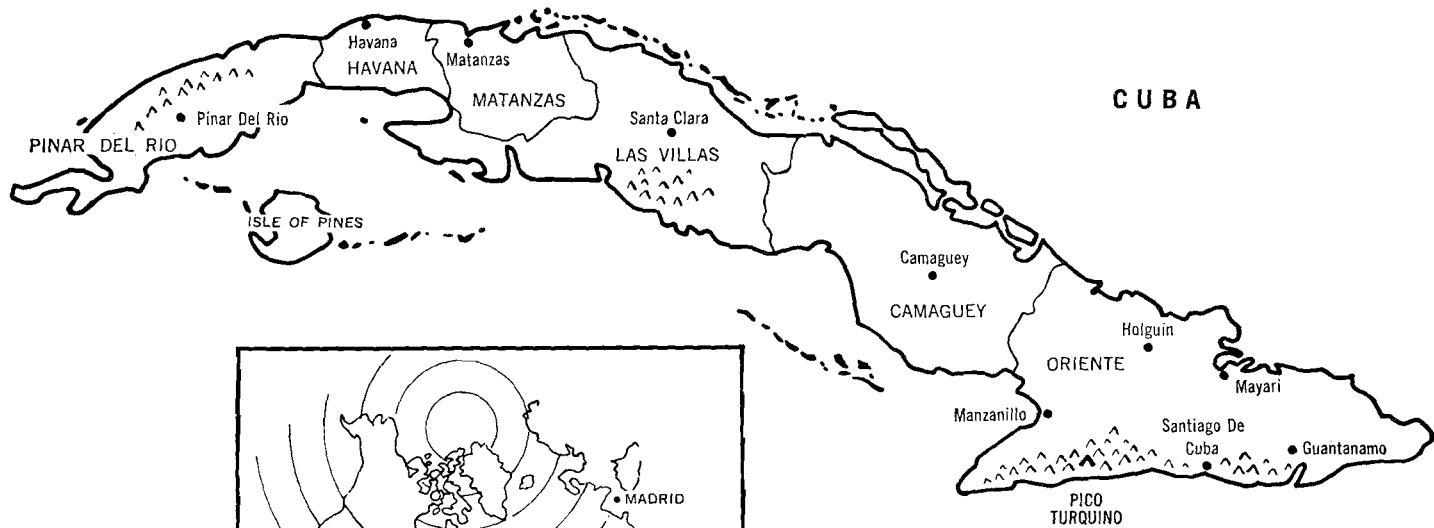 Havana
HAVANA
Matanzas
MATANZAS
CUBA
Pinar Del Rio
PINAR DEL RIO
Santa Clara
LAS VILLAS
ISLE OF PINES
Camaguey
CAMAGUEY
Holguin
ORIENTE
Mayari
Manzanillo
Santiago De
Cuba
Guantanamo
PICO
TURQUINO
MADRID